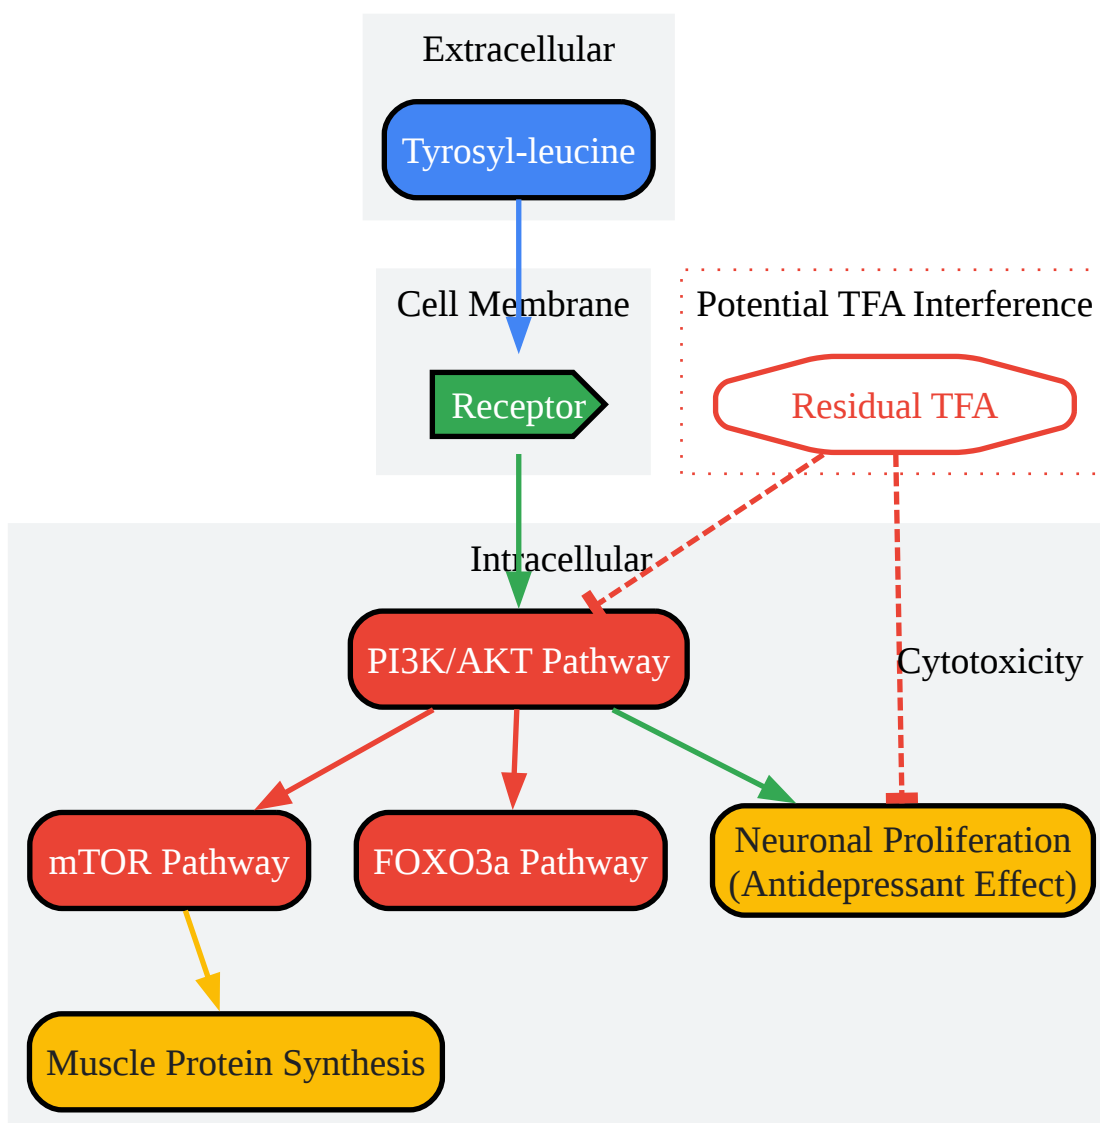 Extracellular
Tyrosyl-leucine
Cell Membrane
Potential TFA Interference
Receptor
Residual TFA
Intracellular
PI3K/AKT Pathway
Cytotoxicity
mTOR Pathway
FOXO3a Pathway
Neuronal Proliferation
(Antidepressant Effect)
Muscle Protein Synthesis